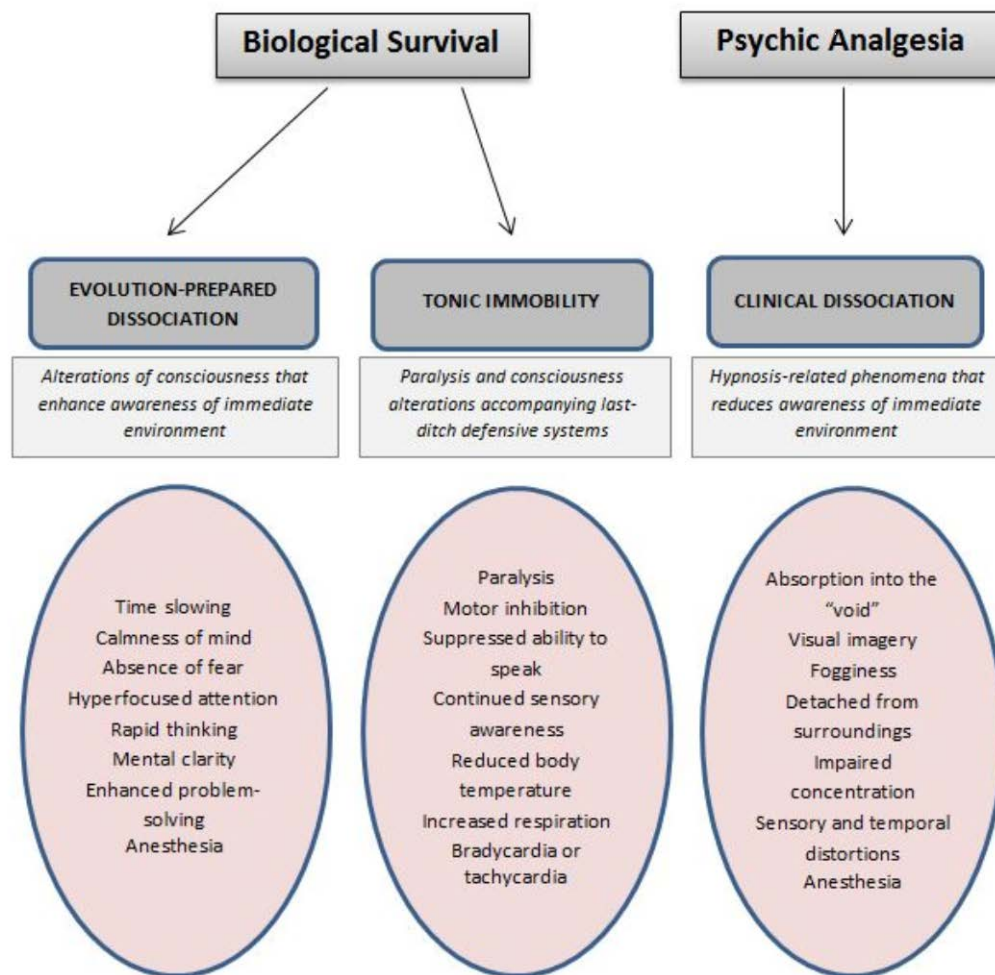 Biological Survival
Psychic Analgesia
EVOLUTION-PREPARED
DISSOCIATION
TONIC IMMOBILITY
CLINICAL DISSOCIATION
Alterations of consciousness that
enhance awareness of immediate
environment
Paralysis and consciousness
alterations accompanying last-
ditch defensive systems
Hypnosis-related phenomena that
reduces awareness of immediate
environment
Time slowing
Calmness of mind
Absence of fear
Hyperfocused attention
Rapid thinking
Mental clarity
Enhanced problem-
solving
Anesthesia
Paralysis
Motor inhibition
Suppressed ability to
speak
Continued sensory
awareness
Reduced body
temperature
Increased respiration
Bradycardia or
tachycardia
Absorption into the
“void”
Visual imagery
Fogginess
Detached from
surroundings
Impaired
concentration
Sensory and temporal
distortions
Anesthesia